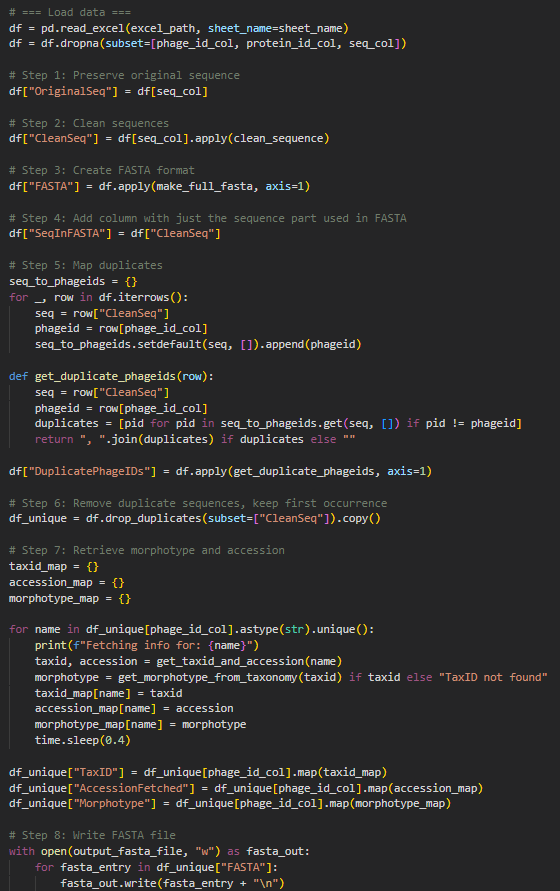 # === Load data ===
df = pd.read_excel(excel_path, sheet_name=sheet_name)
df = df.dropna(subset=[phage_id_col, protein_id_col, seq_col])
# Step 1: Preserve original sequence
df["OriginalSeq"] = df[seq_col]
# Step 2: Clean sequences
df["CleanSeq"] = df[seq_col].apply(clean_sequence)
# Step 3: Create FASTA format
df["FASTA"] = df.apply(make_full_fasta, axis=1)
# Step 4: Add column with just the sequence part used in FASTA
df["SeqInFASTA"] = df["CleanSeq"]
# Step 5: Map duplicates
seq_to_phageids = {}
for _, row in df.iterrows():
    seq = row["CleanSeq"]
    phageid = row[phage_id_col]
    seq_to_phageids.setdefault(seq, []).append(phageid)
def get_duplicate_phageids(row):
    seq = row["CleanSeq"]
    phageid = row[phage_id_col]
    duplicates = [pid for pid in seq_to_phageids.get(seq, []) if pid != phageid]
    return ", ".join(duplicates) if duplicates else ""
df["DuplicatePhageIDs"] = df.apply(get_duplicate_phageids, axis=1)
# Step 6: Remove duplicate sequences, keep first occurrence
df_unique = df.drop_duplicates(subset=["CleanSeq"]).copy()
# Step 7: Retrieve morphotype and accession
taxid_map = {}
accession_map = {}
morphotype_map = {}
for name in df_unique[phage_id_col].astype(str).unique():
    print(f"Fetching info for: {name}")
    taxid, accession = get_taxid_and_accession(name)
    morphotype = get_morphotype_from_taxonomy(taxid) if taxid else "TaxID not found"
    taxid_map[name] = taxid
    accession_map[name] = accession
    morphotype_map[name] = morphotype
    time.sleep(0.4)
df_unique["TaxID"] = df_unique[phage_id_col].map(taxid_map)
df_unique["AccessionFetched"] = df_unique[phage_id_col].map(accession_map)
df_unique["Morphotype"] = df_unique[phage_id_col].map(morphotype_map)
# Step 8: Write FASTA file
with open(output_fasta_file, "w") as fasta_out:
    for fasta_entry in df_unique["FASTA"]:
        fasta_out.write(fasta_entry + "\n")